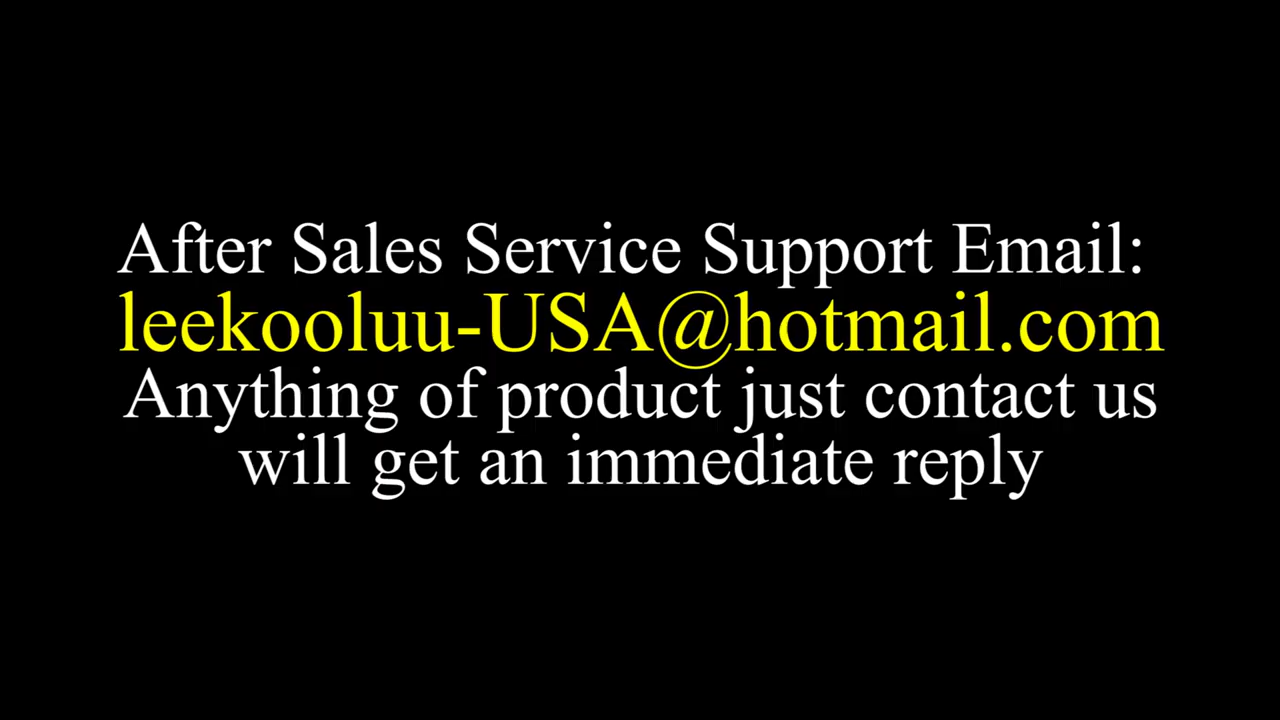 After Sales Service Support Email:
leekooluu-USA@hotmail.com
Anything of product just contact us
will get an immediate reply